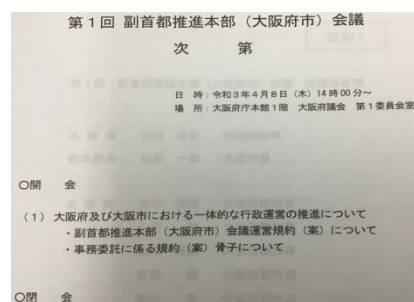 第1回 副首都推進本部（大阪府市）会議
次　第
日　時：令和3年4月8日（木）14時00分～
場　所：大阪府庁本館1階　大阪府議会　第1委員会室
○開　会
（1）大阪府及び大阪市における一体的な行政運営の推進について
・副首都推進本部（大阪府市）会議運営規約（案）について
・事務委託に係る規約（案）骨子について
○閉　会